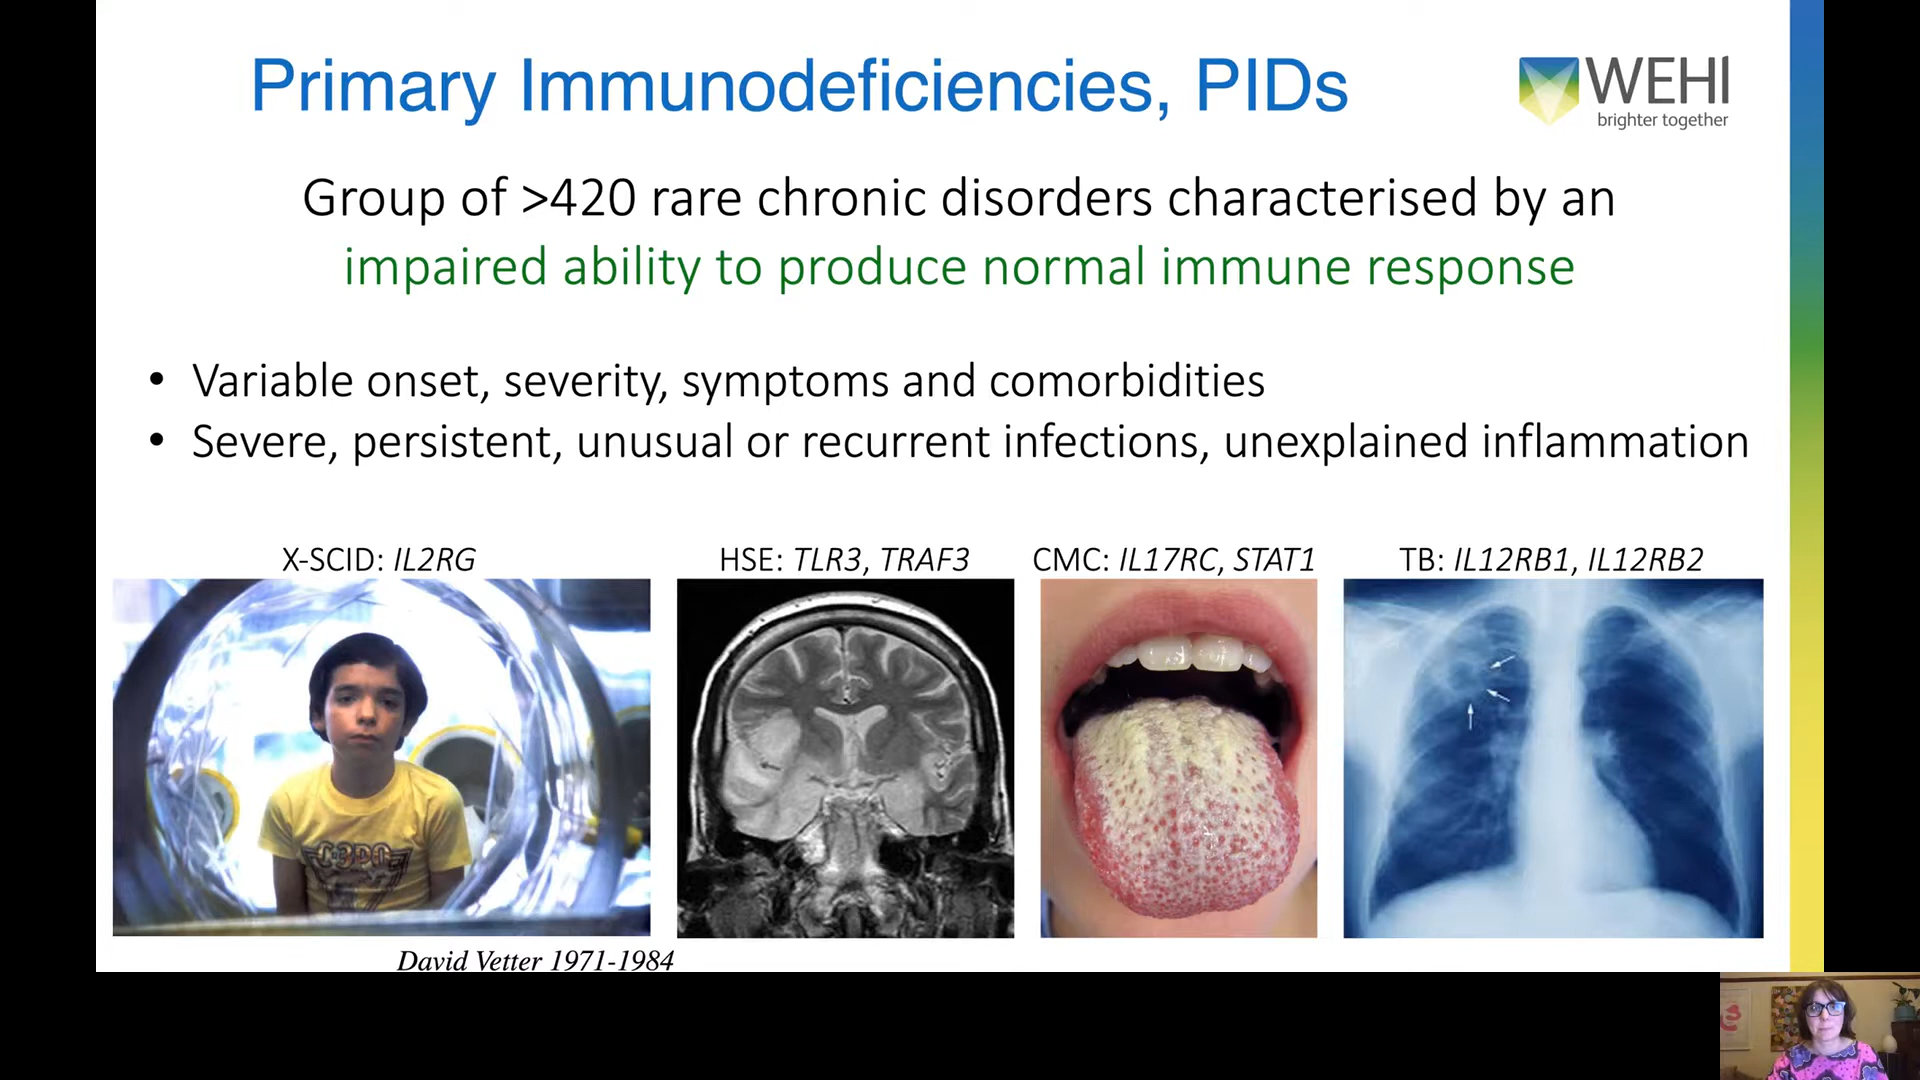 Primary Immunodeficiencies, PIDs
WEHI
brighter together
Group of >420 rare chronic disorders characterised by an
impaired ability to produce normal immune response
• Variable onset, severity, symptoms and comorbidities
• Severe, persistent, unusual or recurrent infections, unexplained inflammation
X-SCID: IL2RG
HSE: TLR3, TRAF3
CMC: IL17RC, STAT1
TB: IL12RB1, IL12RB2
C3PO
David Vetter 1971-1984